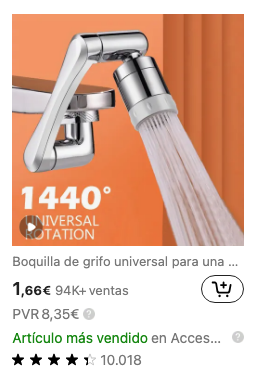 1440°
UNIVERSAL
ROTATION
Boquilla de grifo universal para una ...
1,66€ 94K+ ventas
PVR 8,35€ ?
Artículo más vendido en Acces... ?
10.018